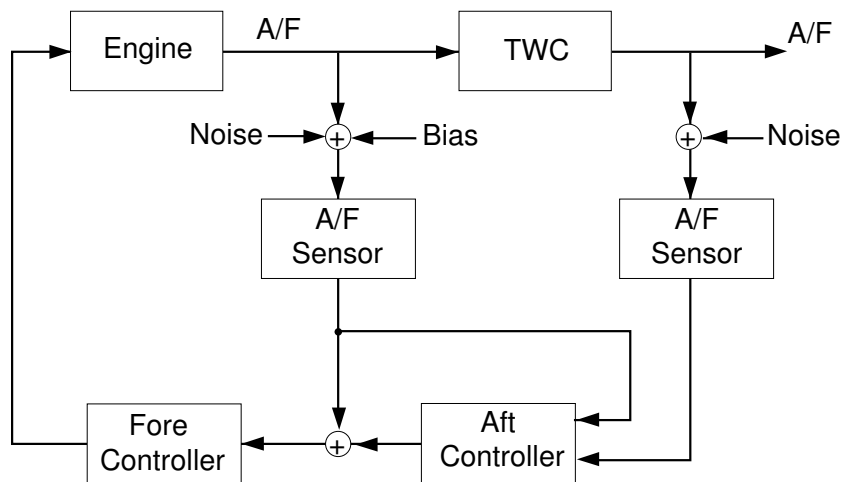 Engine
A/F
TWC
A/F
Noise
+
Bias
+
Noise
A/F
Sensor
A/F
Sensor
Fore
Controller
+
Aft
Controller